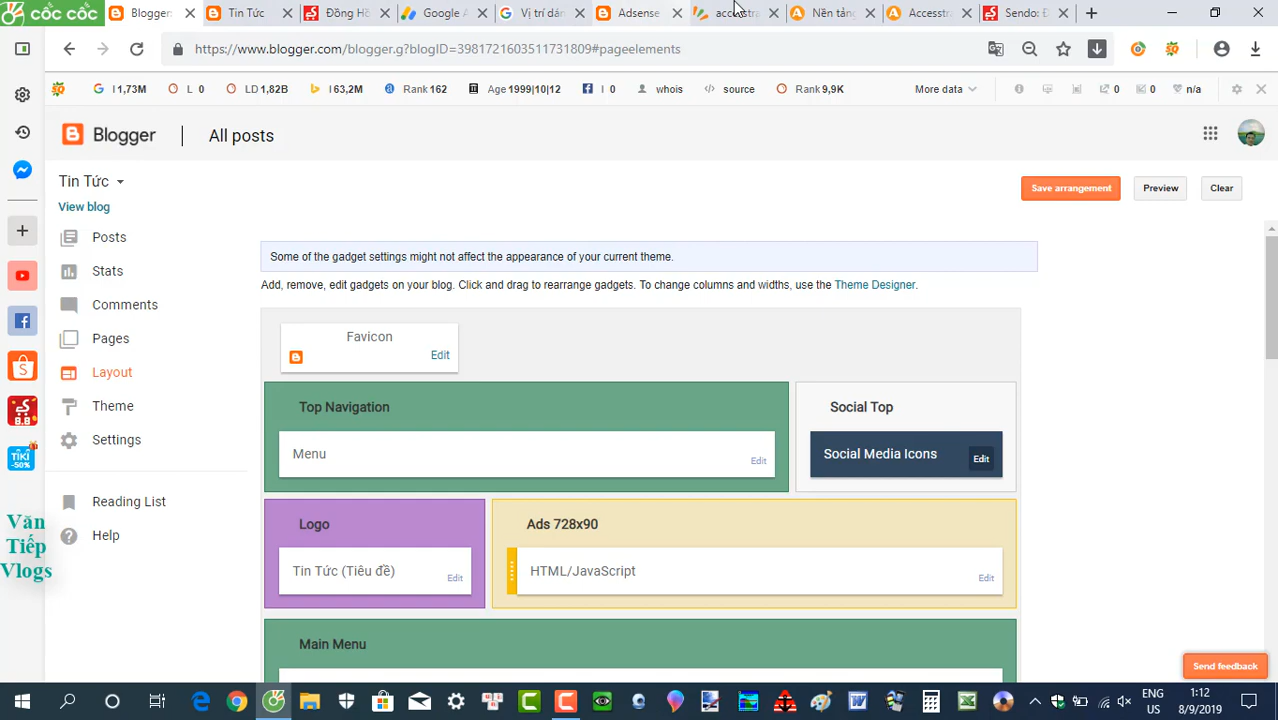 cốc cốc
Blogger:
Tin Tức
Đồng Hồ
Google A
Vị trí dán
Adsense
accesstra
Nền tảng
Accesstr
Sendo: Đ
https://www.blogger.com/blogger.g?blogID=3981721603511731809#pageelements
I 1,73M
L 0
LD 1,82B
I 63,2M
Rank 162
Age 1999|10|12
I 0
whois
source
Rank 9,9K
More data
0
0
n/a
Blogger
All posts
Tin Tức
View blog
Save arrangement
Preview
Clear
Posts
Stats
Comments
Pages
Layout
Theme
Settings
Reading List
Help
Some of the gadget settings might not affect the appearance of your current theme.
Add, remove, edit gadgets on your blog. Click and drag to rearrange gadgets. To change columns and widths, use the Theme Designer.
Favicon
Edit
Top Navigation
Menu
Edit
Social Top
Social Media Icons
Edit
Logo
Tin Tức (Tiêu đề)
Edit
Ads 728x90
HTML/JavaScript
Edit
Main Menu
B.B
TIKI
-50%
Văn
Tiếp
Vlogs
Send feedback
ENG
US
1:12
8/9/2019